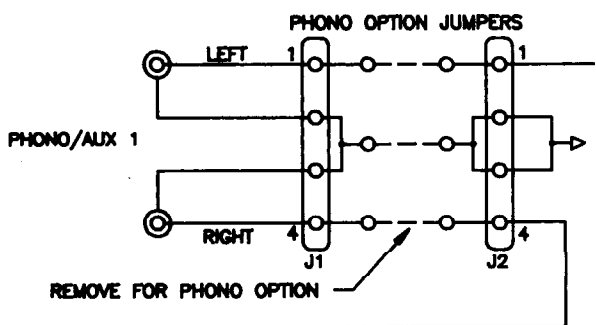 PHONO OPTION JUMPERS
LEFT
1
1
PHONO/AUX 1
RIGHT
4
4
J1
J2
REMOVE FOR PHONO OPTION